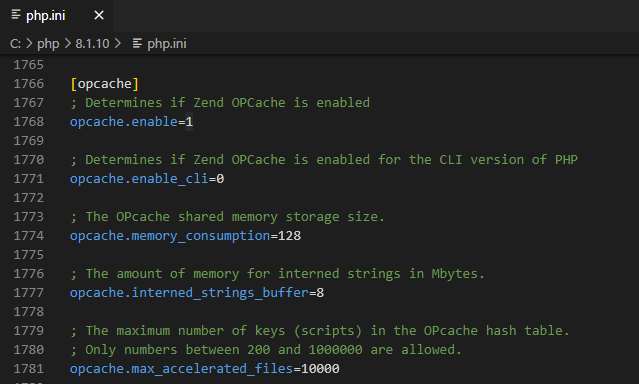 php.ini
C: > php > 8.1.10 > php.ini
1765
1766 [opcache]
1767 ; Determines if Zend OPCache is enabled
1768 opcache.enable=1
1769
1770 ; Determines if Zend OPCache is enabled for the CLI version of PHP
1771 opcache.enable_cli=0
1772
1773 ; The OPcache shared memory storage size.
1774 opcache.memory_consumption=128
1775
1776 ; The amount of memory for interned strings in Mbytes.
1777 opcache.interned_strings_buffer=8
1778
1779 ; The maximum number of keys (scripts) in the OPcache hash table.
1780 ; Only numbers between 200 and 1000000 are allowed.
1781 opcache.max_accelerated_files=10000